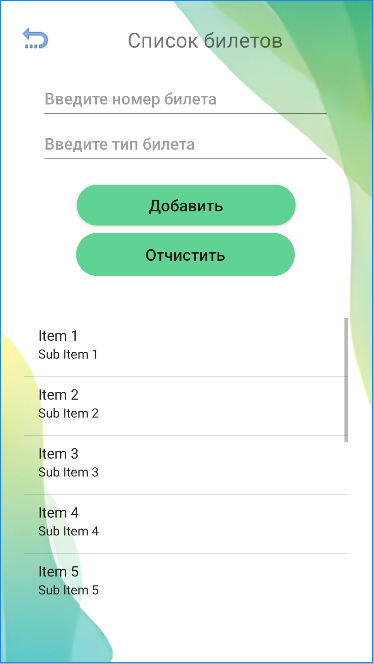 Список билетов
Введите номер билета
Введите тип билета
Добавить
Отчистить
Item 1
Sub Item 1
Item 2
Sub Item 2
Item 3
Sub Item 3
Item 4
Sub Item 4
Item 5
Sub Item 5